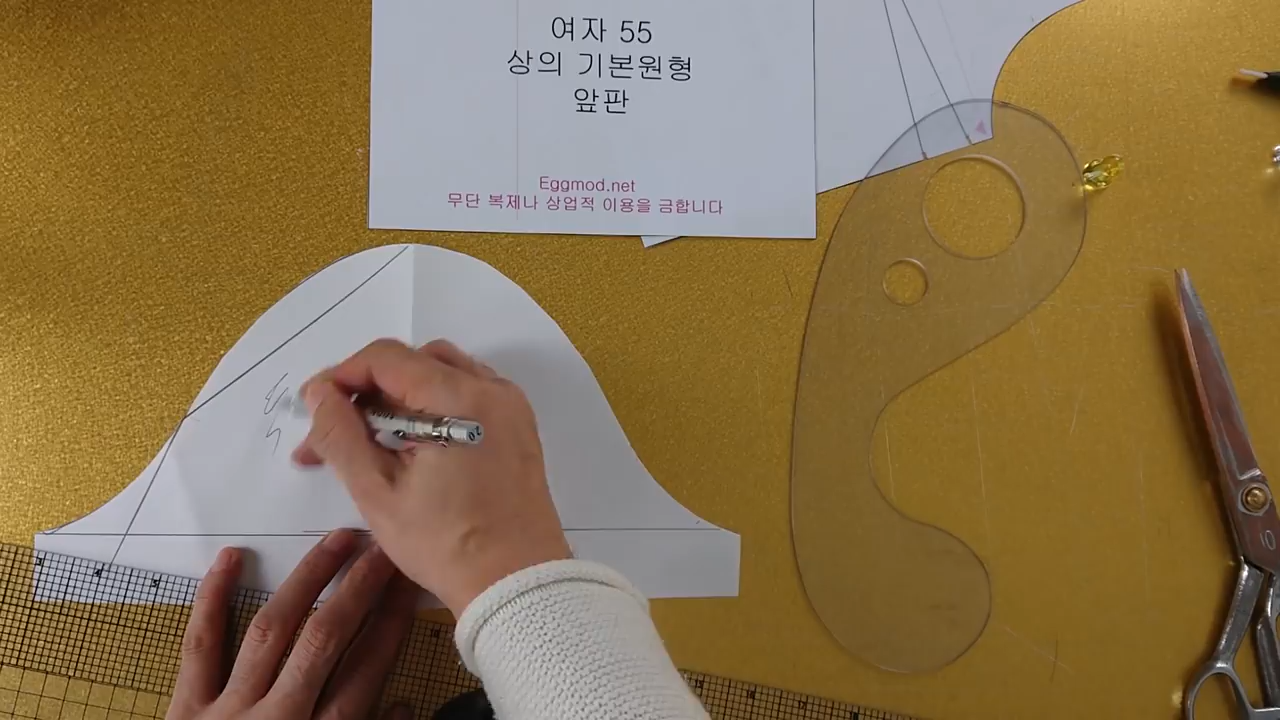 여자 55
상의 기본원형
앞판
Eggmod.net
무단 복제나 상업적 이용을 금합니다